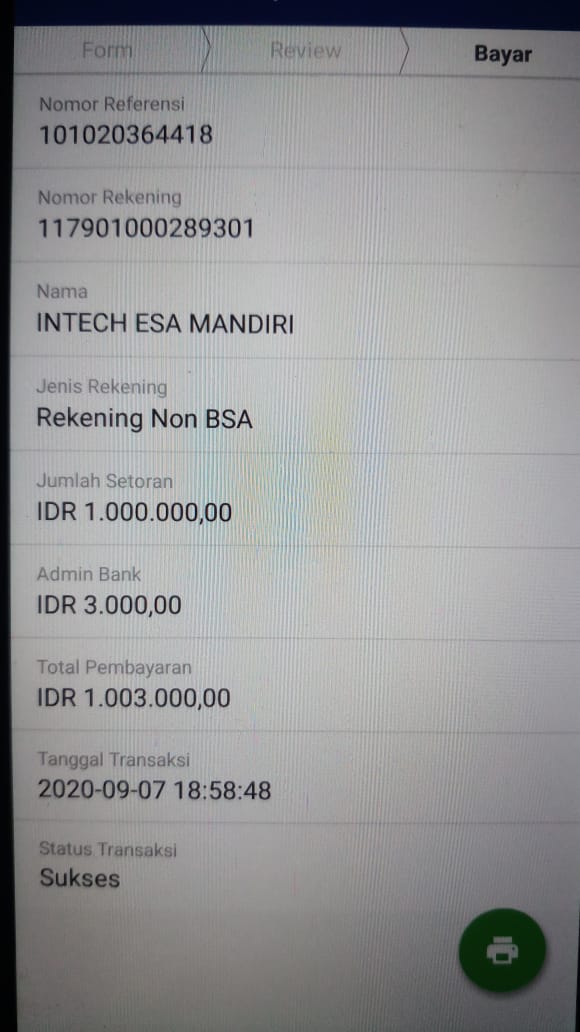 Form
Review
Bayar
Nomor Referensi
101020364418
Nomor Rekening
117901000289301
Nama
INTECH ESA MANDIRI
Jenis Rekening
Rekening Non BSA
Jumlah Setoran
IDR 1.000.000,00
Admin Bank
IDR 3.000,00
Total Pembayaran
IDR 1.003.000,00
Tanggal Transaksi
2020-09-07 18:58:48
Status Transaksi
Sukses